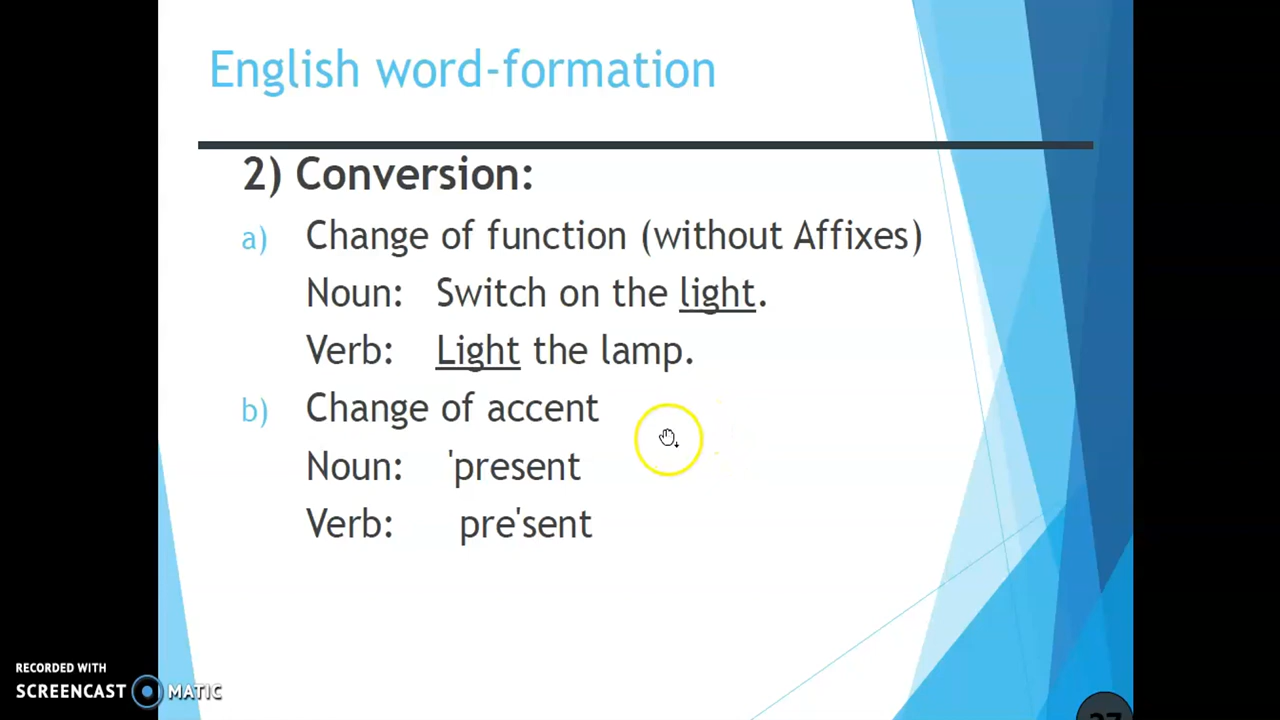 English word-formation
2) Conversion:
a) Change of function (without Affixes)
Noun: Switch on the light.
Verb: Light the lamp.
b) Change of accent
Noun: 'present
Verb: pre'sent
RECORDED WITH
SCREENCAST MATIC